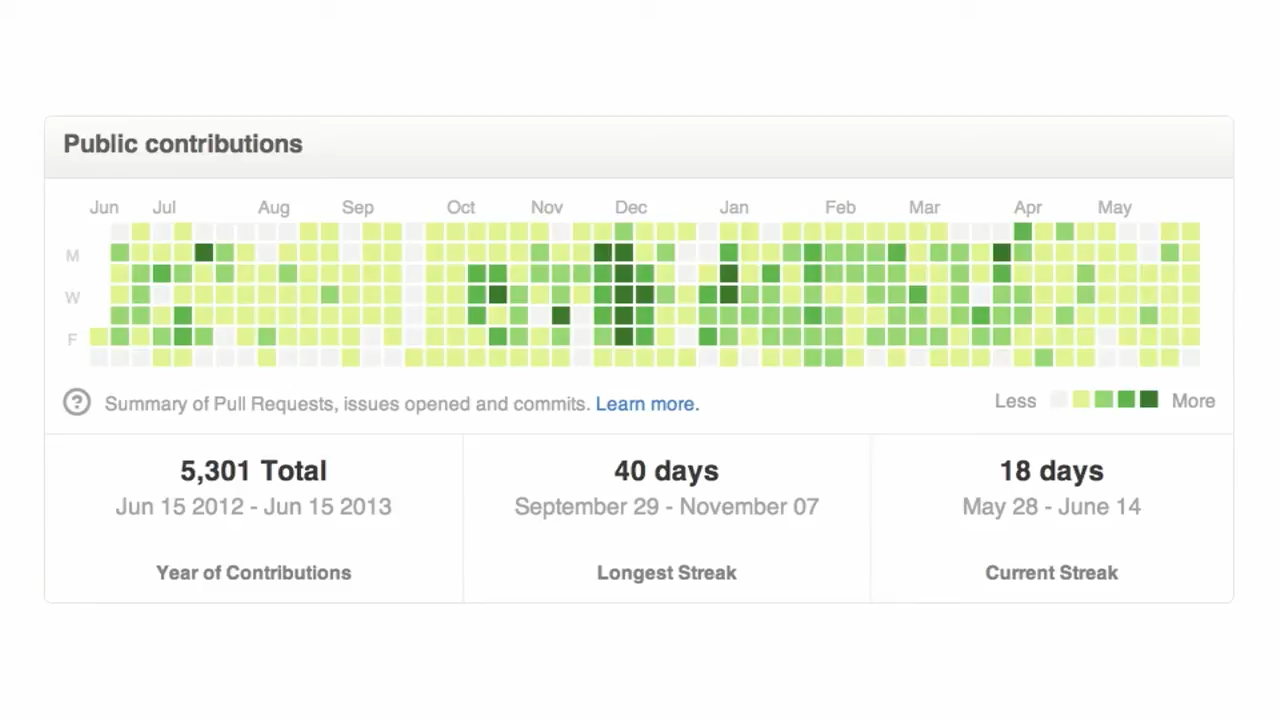 Public contributions
Jun Jul Aug Sep Oct Nov Dec Jan Feb Mar Apr May
M
W
F
? Summary of Pull Requests, issues opened and commits. Learn more.
Less More
5,301 Total
Jun 15 2012 - Jun 15 2013
Year of Contributions
40 days
September 29 - November 07
Longest Streak
18 days
May 28 - June 14
Current Streak